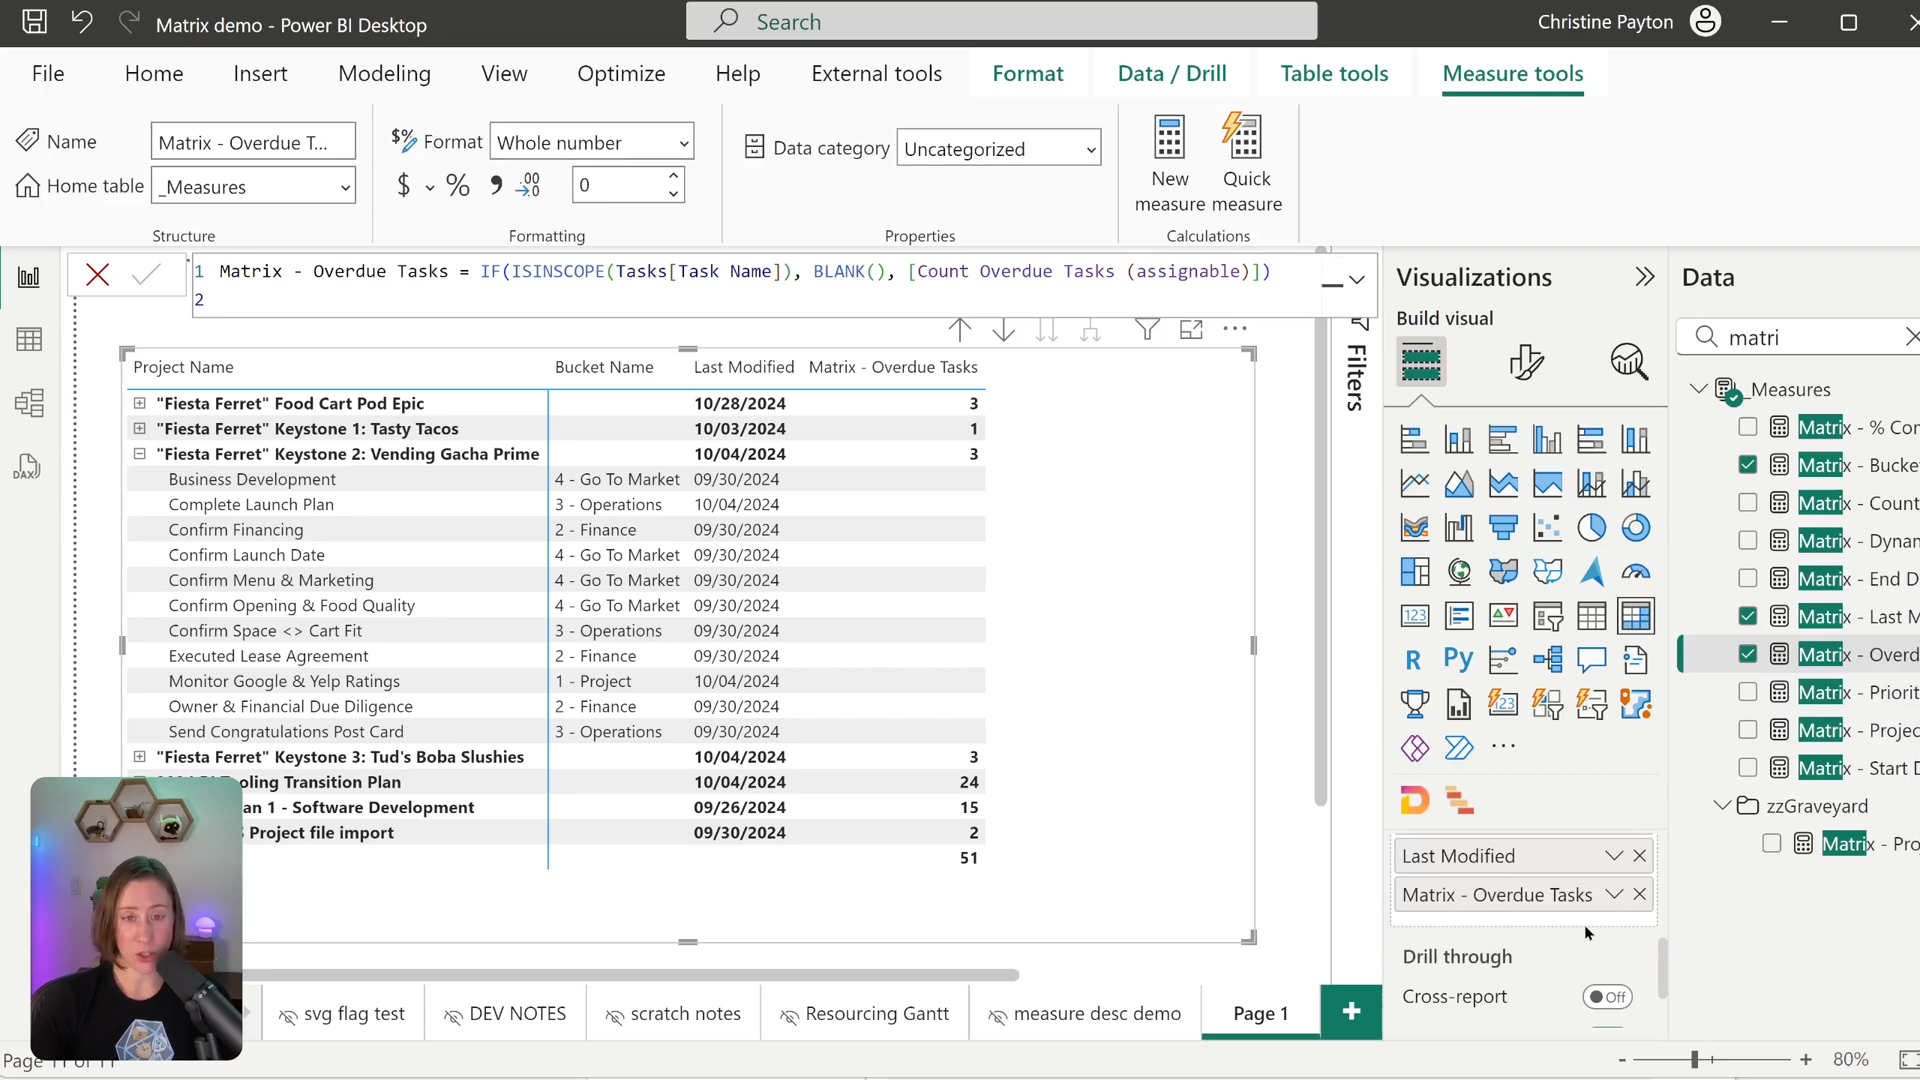 Matrix demo - Power BI Desktop
Search
Christine Payton
File
Home
Insert
Modeling
View
Optimize
Help
External tools
Format
Data / Drill
Table tools
Measure tools
Name
Matrix - Overdue T...
Home table
_Measures
Structure
Format
Whole number
$
%
0
Formatting
Data category
Uncategorized
Properties
New measure
Quick measure
Calculations
1 Matrix - Overdue Tasks = IF(ISINSCOPE(Tasks[Task Name]), BLANK(), [Count Overdue Tasks (assignable)])
2
Project Name Bucket Name Last Modified Matrix - Overdue Tasks
"Fiesta Ferret" Food Cart Pod Epic 10/28/2024 3
"Fiesta Ferret" Keystone 1: Tasty Tacos 10/03/2024 1
"Fiesta Ferret" Keystone 2: Vending Gacha Prime 10/04/2024 3
Business Development 4 - Go To Market 09/30/2024
Complete Launch Plan 3 - Operations 10/04/2024
Confirm Financing 2 - Finance 09/30/2024
Confirm Launch Date 4 - Go To Market 09/30/2024
Confirm Menu & Marketing 4 - Go To Market 09/30/2024
Confirm Opening & Food Quality 4 - Go To Market 09/30/2024
Confirm Space <> Cart Fit 3 - Operations 09/30/2024
Executed Lease Agreement 2 - Finance 09/30/2024
Monitor Google & Yelp Ratings 1 - Project 10/04/2024
Owner & Financial Due Diligence 2 - Finance 09/30/2024
Send Congratulations Post Card 3 - Operations 09/30/2024
"Fiesta Ferret" Keystone 3: Tud's Boba Slushies 10/04/2024 3
oling Transition Plan 10/04/2024 24
an 1 - Software Development 09/26/2024 15
Project file import 09/30/2024 2
51
Filters
Visualizations
Build visual
123
R
Py
Last Modified
Matrix - Overdue Tasks
Drill through
Cross-report
Off
Data
matri
_Measures
Matrix - % Con
Matrix - Bucke
Matrix - Count
Matrix - Dynan
Matrix - End D
Matrix - Last M
Matrix - Overd
Matrix - Priorit
Matrix - Projec
Matrix - Start D
zzGraveyard
Matrix - Pro
svg flag test
DEV NOTES
scratch notes
Resourcing Gantt
measure desc demo
Page 1
Page 11 of 11
80%
DAX